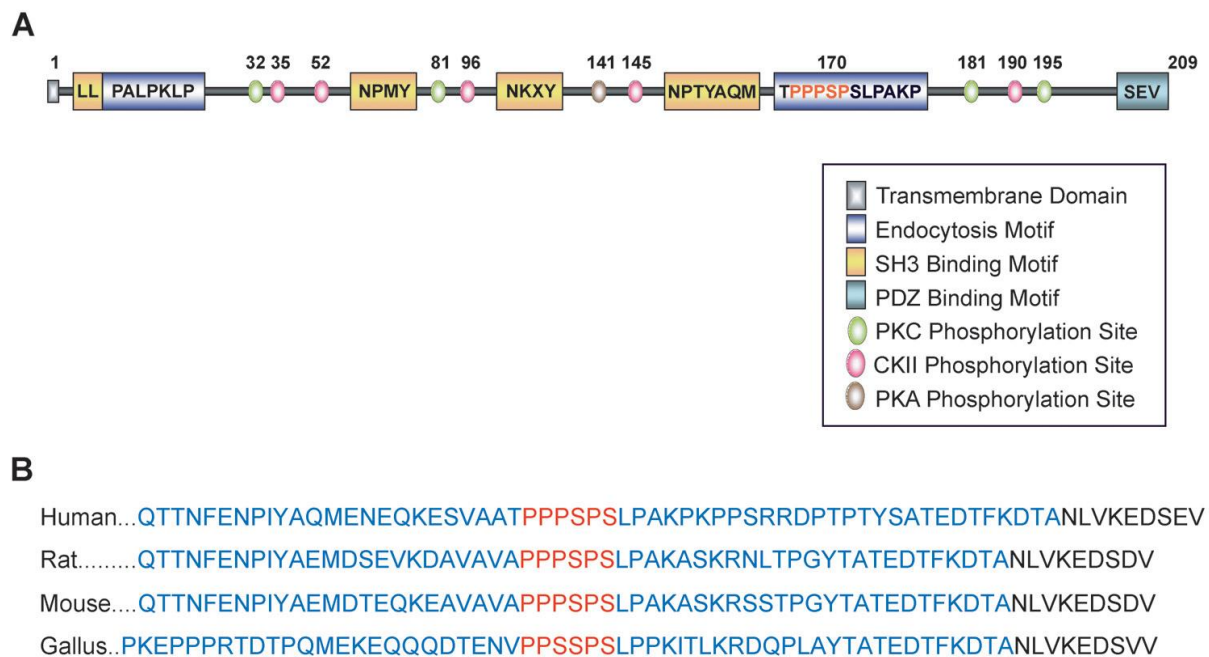 A
1 32 35 52 81 96 141 145 170 181 190 195 209
LL PALPKLP NPMY NKXY NPTYAQM TPPPSPSLPAKP SEV
Transmembrane Domain
Endocytosis Motif
SH3 Binding Motif
PDZ Binding Motif
PKC Phosphorylation Site
CKII Phosphorylation Site
PKA Phosphorylation Site
B
Human...QTTNFENPIYAQMENEQKESVAATPPPSPSLPAKPKPPSRRDPTPTYSATEDTFKDTANLVKEDSEV
Rat.........QTTNFENPIYAEMDSEVKDAVAVAPPPSPSLPAKASKRNLTPGYTATEDTFKDTANLVKEDSDV
Mouse....QTTNFENPIYAEMDTEQKEAVAVAPPPSPSLPAKASKRSSTPGYTATEDTFKDTANLVKEDSDV
Gallus..PKEPPPRTDTPQMEKEQQQDTENVPPSSPSLPPKITLKRDQPLAYTATEDTFKDTANLVKEDSVV